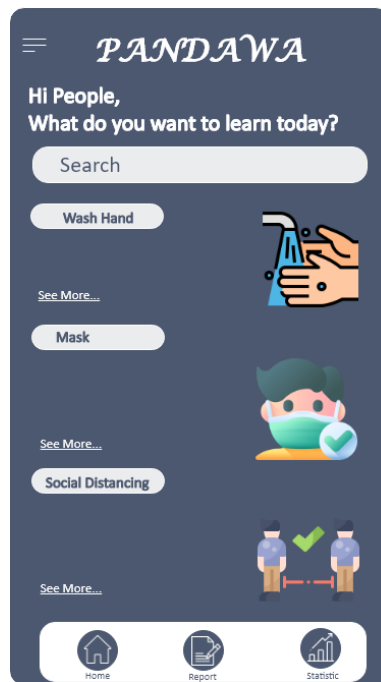 PANDAWA
Hi People,
What do you want to learn today?
Search
Wash Hand
See More...
Mask
See More...
Social Distancing
See More...
Home
Report
Statistic